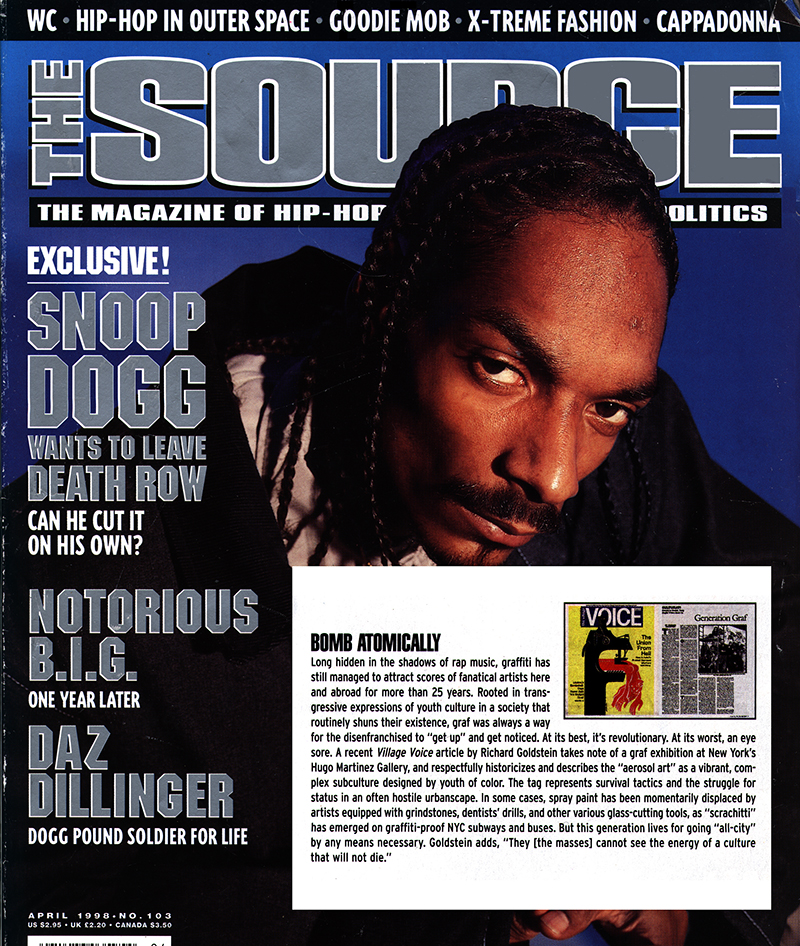 WC • HIP-HOP IN OUTER SPACE • GOODIE MOB • X-TREME FASHION • CAPPADONNA
THE SOURCE
THE MAGAZINE OF HIP-HOP OLITICS
EXCLUSIVE!
SNOOP
DOGG
WANTS TO LEAVE
DEATH ROW
CAN HE CUT IT
ON HIS OWN?
NOTORIOUS
B.I.G.
ONE YEAR LATER
DAZ
DILLINGER
DOGG POUND SOLDIER FOR LIFE
APRIL 1998 • NO. 103
US $2.95 • UK £2.20 • CANADA $3.50
BOMB ATOMICALLY
Long hidden in the shadows of rap music, graffiti has
still managed to attract scores of fanatical artists here
and abroad for more than 25 years. Rooted in trans-
gressive expressions of youth culture in a society that
routinely shuns their existence, graf was always a way
for the disenfranchised to “get up” and get noticed. At its best, it’s revolutionary. At its worst, an eye
sore. A recent Village Voice article by Richard Goldstein takes note of a graf exhibition at New York’s
Hugo Martinez Gallery, and respectfully historicizes and describes the “aerosol art” as a vibrant, com-
plex subculture designed by youth of color. The tag represents survival tactics and the struggle for
status in an often hostile urbanscape. In some cases, spray paint has been momentarily displaced by
artists equipped with grindstones, dentists’ drills, and other various glass-cutting tools, as “scrachitti”
has emerged on graffiti-proof NYC subways and buses. But this generation lives for going “all-city”
by any means necessary. Goldstein adds, “They [the masses] cannot see the energy of a culture
that will not die.”
VOICE
The
Union
From
Hell
Generation Graf